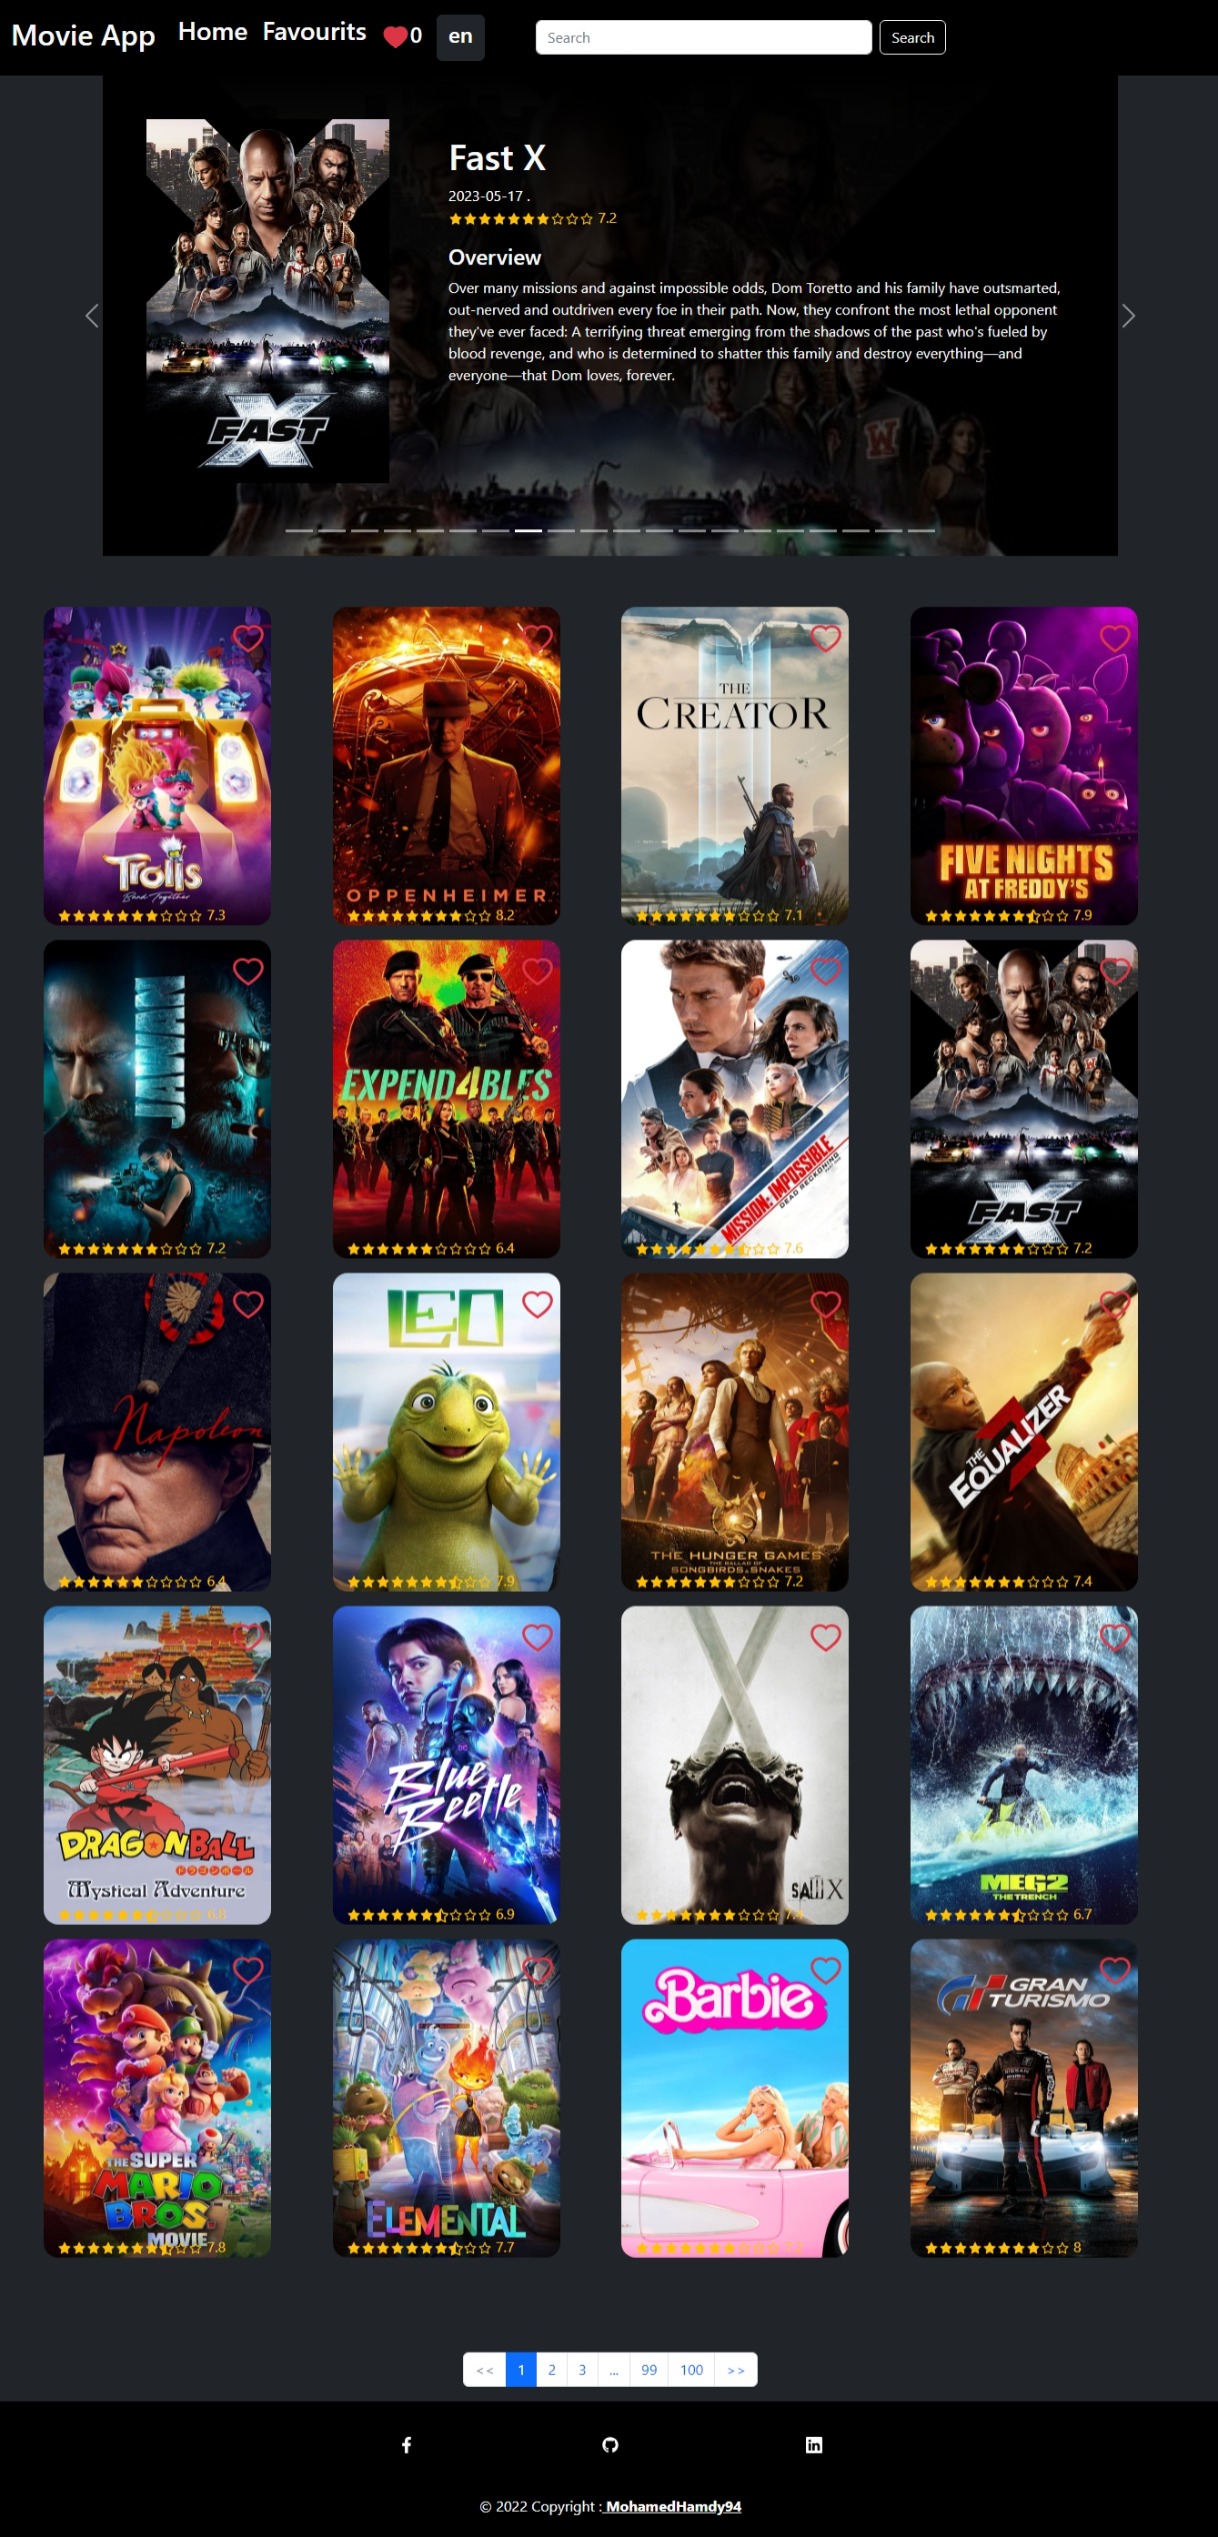 Movie App Home Favourits 0 en Search Search
Fast X
2023-05-17 .
7.2
Overview
Over many missions and against impossible odds, Dom Toretto and his family have outsmarted,
out-nerved and outdriven every foe in their path. Now, they confront the most lethal opponent
they've ever faced: A terrifying threat emerging from the shadows of the past who's fueled by
blood revenge, and who is determined to shatter this family and destroy everything—and
everyone—that Dom loves, forever.
W
FAST X
Trolls
Band Together
7.3
OPPENHEIMER
8.2
THE
CREATOR
7.1
FIVE NIGHTS
AT FREDDY'S
7.9
JAWAN
7.2
EXPEND4BLES
6.4
MISSION: IMPOSSIBLE
DEAD RECKONING
7.6
FAST X
7.2
Napoleon
6.4
LEO
7.9
THE HUNGER GAMES
THE BALLAD OF
SONGBIRDS & SNAKES
7.2
THE
EQUALIZER
3
7.4
DRAGON BALL
ドラゴンボール
Mystical Adventure
6.8
Blue
Beetle
6.9
SAW X
7.4
MEG 2
THE TRENCH
6.7
THE SUPER
MARIO
BROS.
MOVIE
7.8
ELEMENTAL
7.7
Barbie
GRAN
TURISMO
8
<< 1 2 3 ... 99 100 >>
© 2022 Copyright : MohamedHamdy94